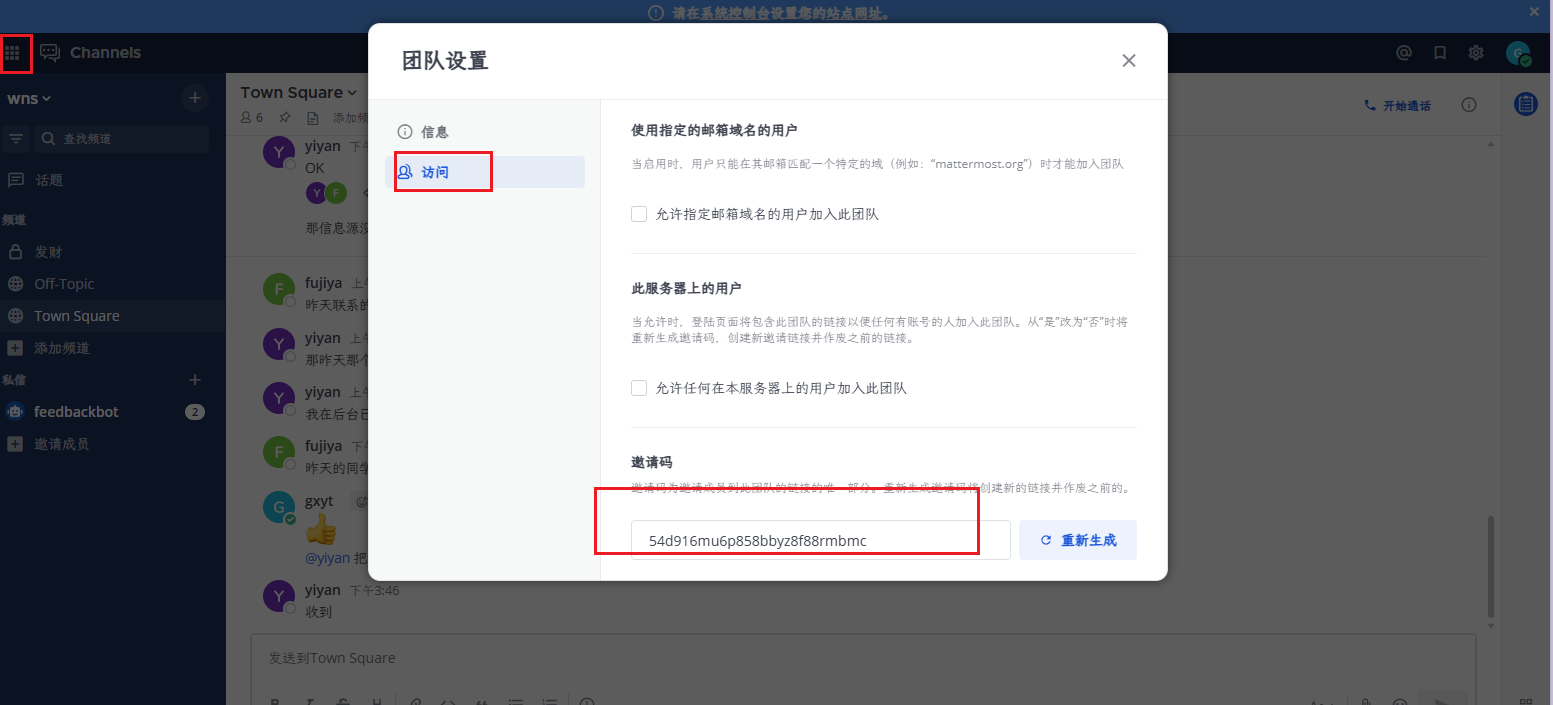 请在系统控制台设置您的站点网址。
Channels
G
wns
查找频道
话题
频道
发财
Off-Topic
Town Square
添加频道
私信
feedbackbot
2
邀请成员
Town Square
6
添加频
开始通话
Y
yiyan 下午
OK
Y F
那信息源没
F
fujiya 上午
昨天联系的
Y
yiyan 上午
那昨天那个
Y
yiyan 上午
我在后台已
F
fujiya 下午
昨天的同学
G
gxyt
@yiyan 把
Y
yiyan 下午3:46
收到
发送到Town Square
团队设置
信息
访问
使用指定的邮箱域名的用户
当启用时，用户只能在其邮箱匹配一个特定的域（例如：“mattermost.org”）时才能加入团队
允许指定邮箱域名的用户加入此团队
此服务器上的用户
当允许时，登陆页面将包含此团队的链接以便任何有账号的人加入此团队。从“是”改为“否”时将
重新生成邀请码，创建新邀请链接并作废之前的链接。
允许任何在本服务器上的用户加入此团队
邀请码
邀请码为邀请成员到此团队的链接的唯一部分。重新生成邀请码将创建新的链接并作废之前的。
54d916mu6p858bbyz8f88rmbmc
重新生成